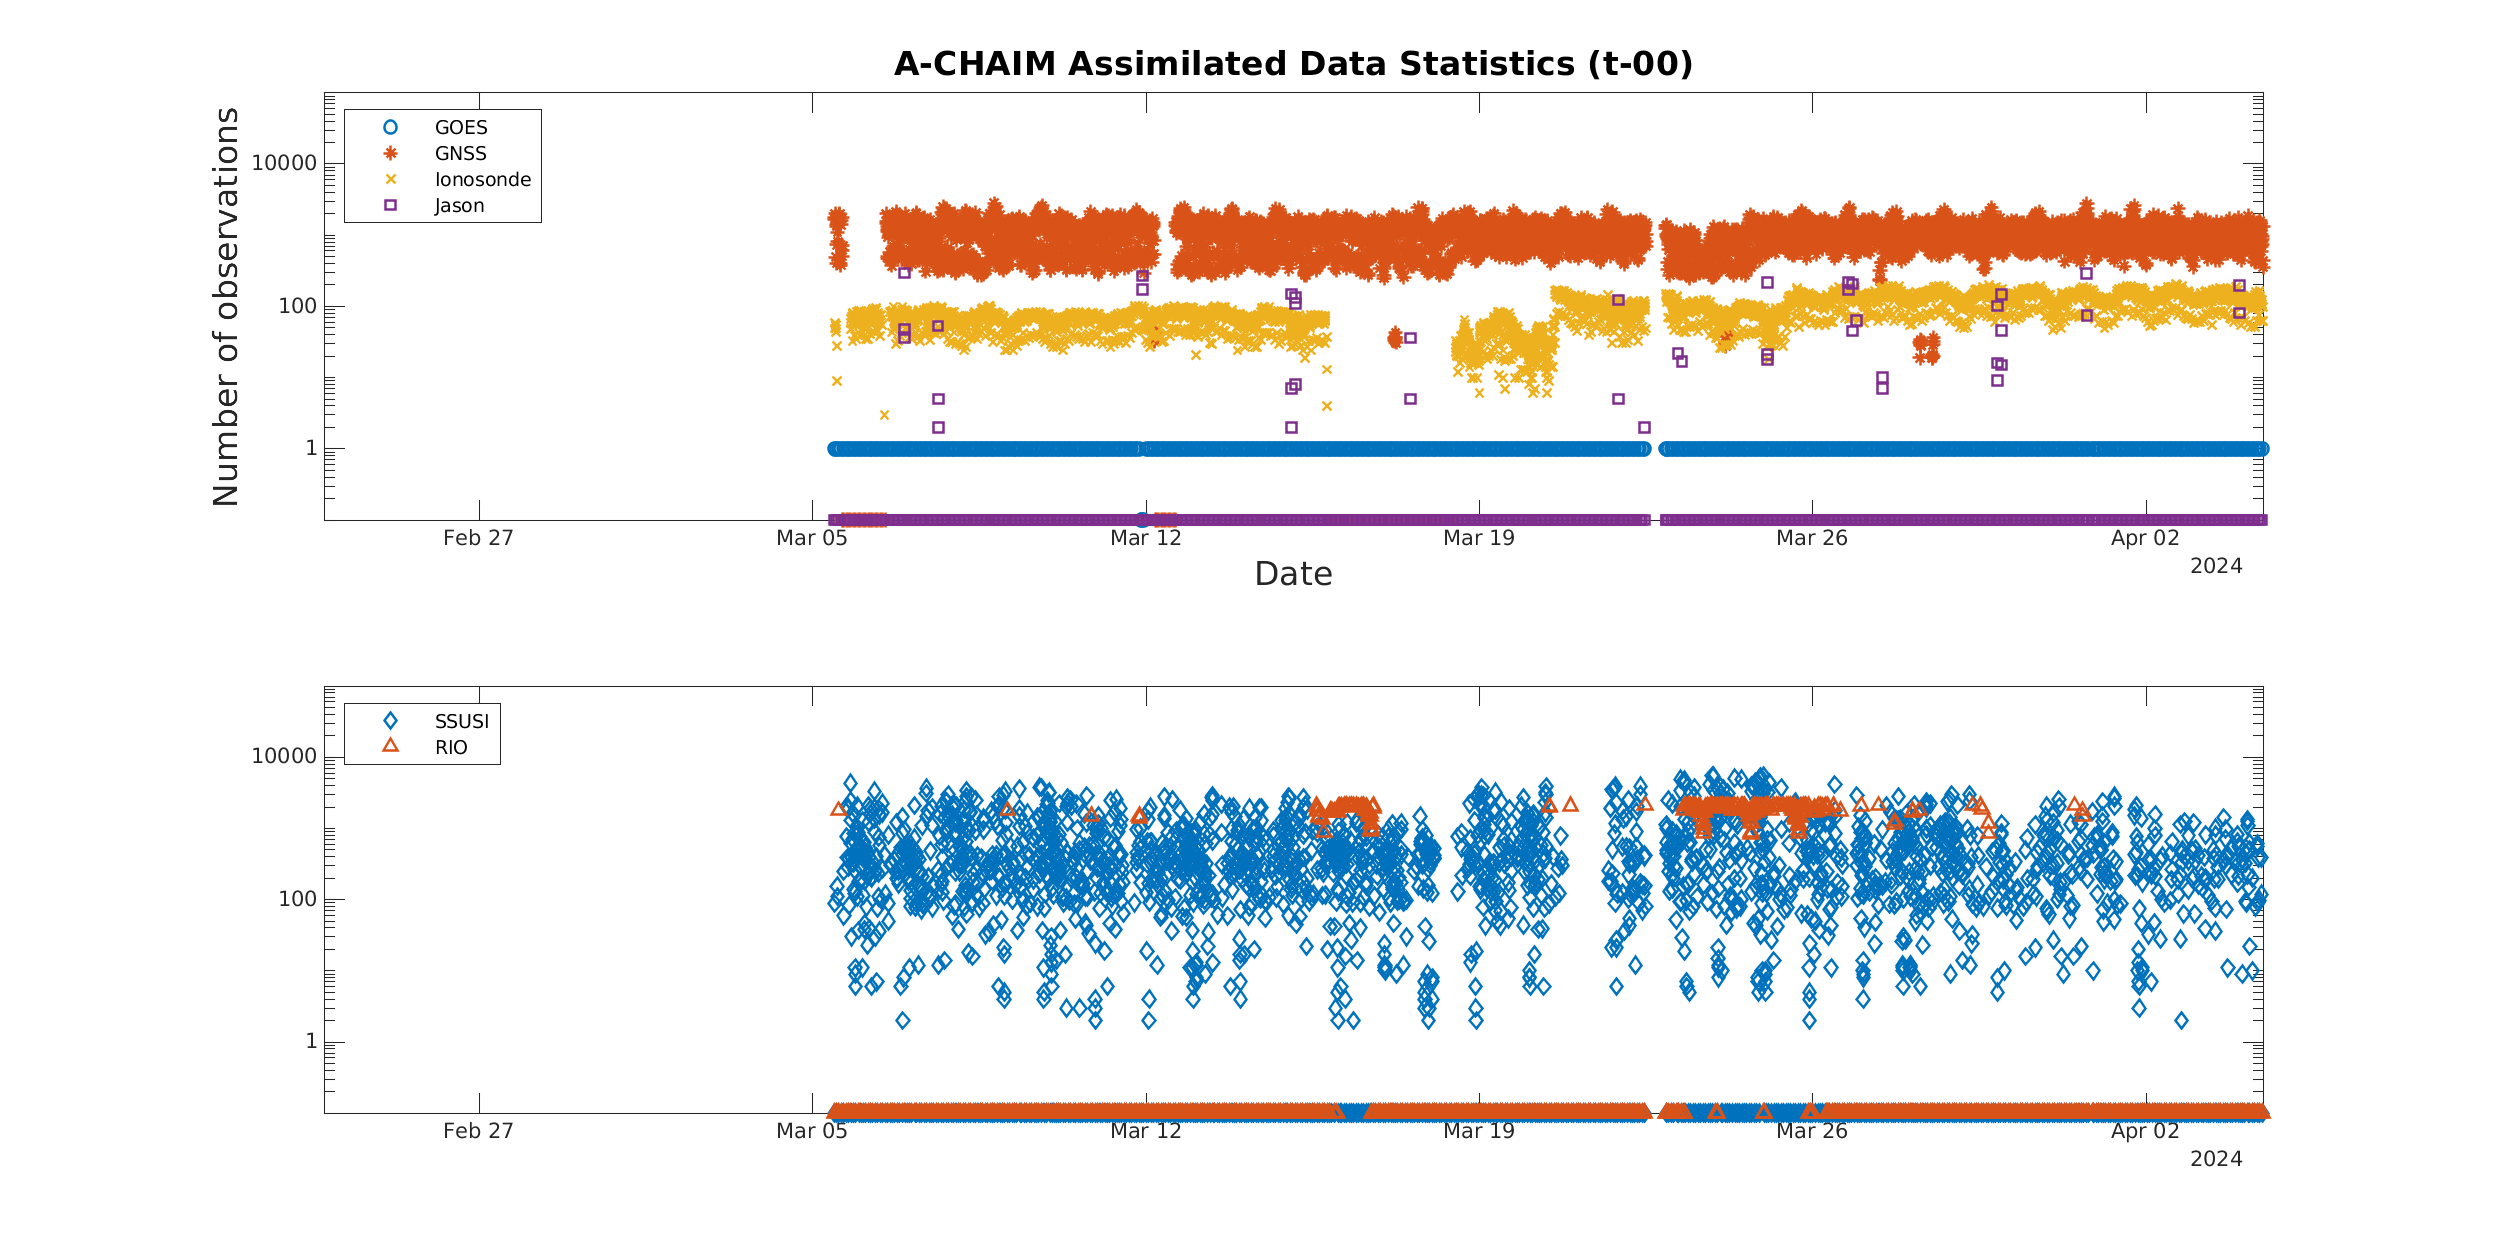 A-CHAIM Assimilated Data Statistics (t-00)
Number of observations
GOES
GNSS
Ionosonde
Jason
10000
100
1
Feb 27
Mar 05
Mar 12
Mar 19
Mar 26
Apr 02
2024
Date
SSUSI
RIO
10000
100
1
Feb 27
Mar 05
Mar 12
Mar 19
Mar 26
Apr 02
2024